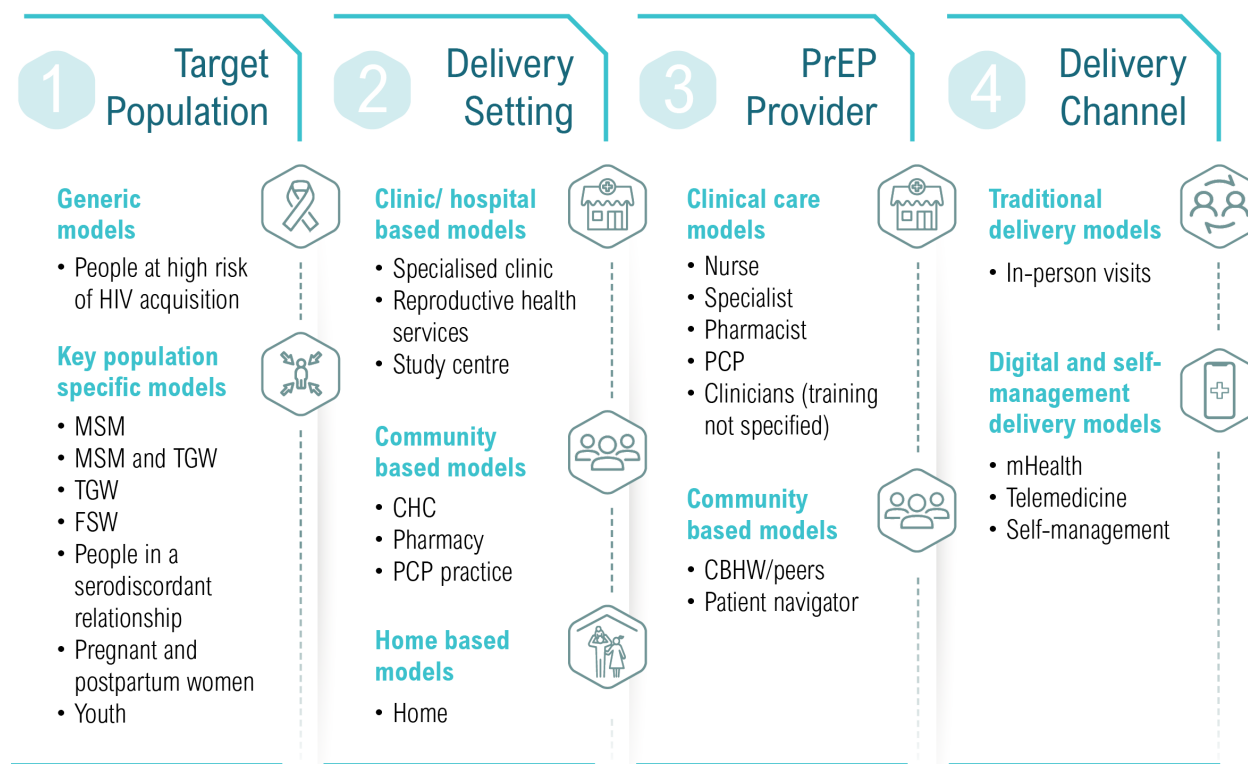 1
Target
Population
Generic
models
• People at high risk
of HIV acquisition
Key population
specific models
• MSM
• MSM and TGW
• TGW
• FSW
• People in a
serodiscordant
relationship
• Pregnant and
postpartum women
• Youth
2
Delivery
Setting
Clinic/ hospital
based models
• Specialised clinic
• Reproductive health
services
• Study centre
Community
based models
• CHC
• Pharmacy
• PCP practice
Home based
models
• Home
3
PrEP
Provider
Clinical care
models
• Nurse
• Specialist
• Pharmacist
• PCP
• Clinicians (training
not specified)
Community
based models
• CBHW/peers
• Patient navigator
4
Delivery
Channel
Traditional
delivery models
• In-person visits
Digital and self-
management
delivery models
• mHealth
• Telemedicine
• Self-management